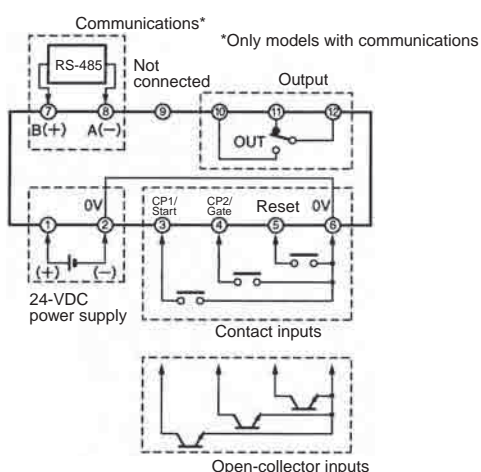 Communications*
*Only models with communications
RS-485
Not
connected
Output
7
8
9
10
11
12
B(+)
A(−)
OUT
0V
CP1/
Start
CP2/
Gate
Reset
0V
1
2
3
4
5
6
(+)
(−)
24-VDC
power supply
Contact inputs
Open-collector inputs